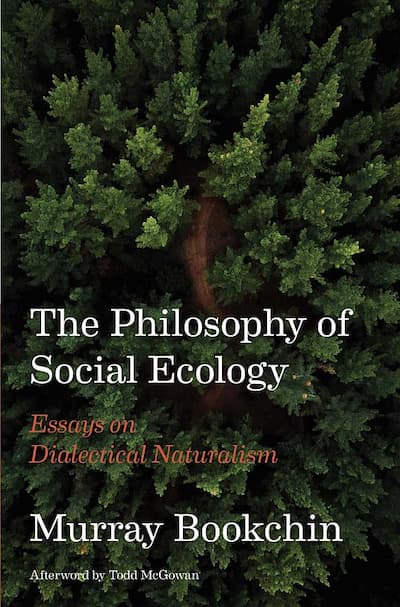 The Philosophy of
Social Ecology
Essays on
Dialectical Naturalism
Murray Bookchin
Afterword by Todd McGowan